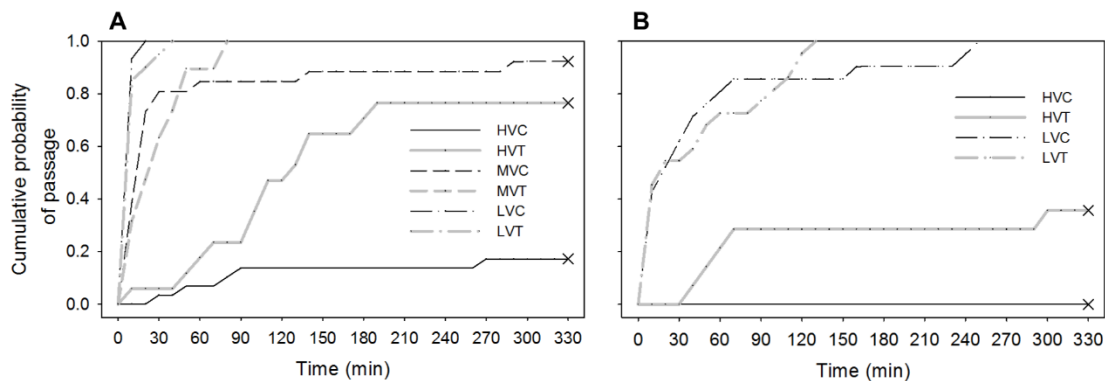 A
B
Cumulative probability
of passage
1.0
0.8
0.6
0.4
0.2
0.0
HVC
HVT
MVC
MVT
LVC
LVT
HVC
HVT
LVC
LVT
0 30 60 90 120 150 180 210 240 270 300 330
0 30 60 90 120 150 180 210 240 270 300 330
Time (min)
Time (min)